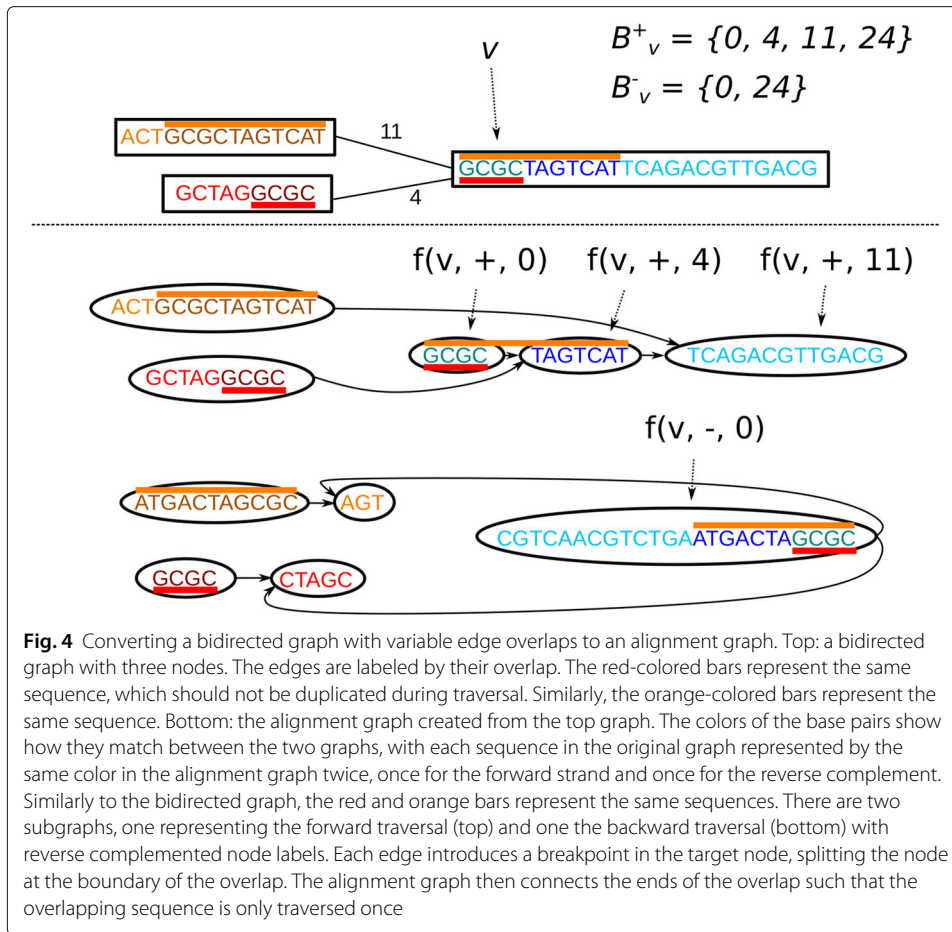 v
B⁺ᵥ = {0, 4, 11, 24}
B⁻ᵥ = {0, 24}
ACTGCGCTAGTCAT
11
GCGCTAGTCATTCAGACGTTGACG
GCTAGGCGC
4
f(v, +, 0)
f(v, +, 4)
f(v, +, 11)
ACTGCGCTAGTCAT
GCGC
TAGTCAT
TCAGACGTTGACG
GCTAGGCGC
f(v, -, 0)
ATGACTAGCGC
AGT
CGTCAACGTCTGAATGACTAGCGC
GCGC
CTAGC
Fig. 4 Converting a bidirected graph with variable edge overlaps to an alignment graph. Top: a bidirected
graph with three nodes. The edges are labeled by their overlap. The red-colored bars represent the same
sequence, which should not be duplicated during traversal. Similarly, the orange-colored bars represent the
same sequence. Bottom: the alignment graph created from the top graph. The colors of the base pairs show
how they match between the two graphs, with each sequence in the original graph represented by the
same color in the alignment graph twice, once for the forward strand and once for the reverse complement.
Similarly to the bidirected graph, the red and orange bars represent the same sequences. There are two
subgraphs, one representing the forward traversal (top) and one the backward traversal (bottom) with
reverse complemented node labels. Each edge introduces a breakpoint in the target node, splitting the node
at the boundary of the overlap. The alignment graph then connects the ends of the overlap such that the
overlapping sequence is only traversed once